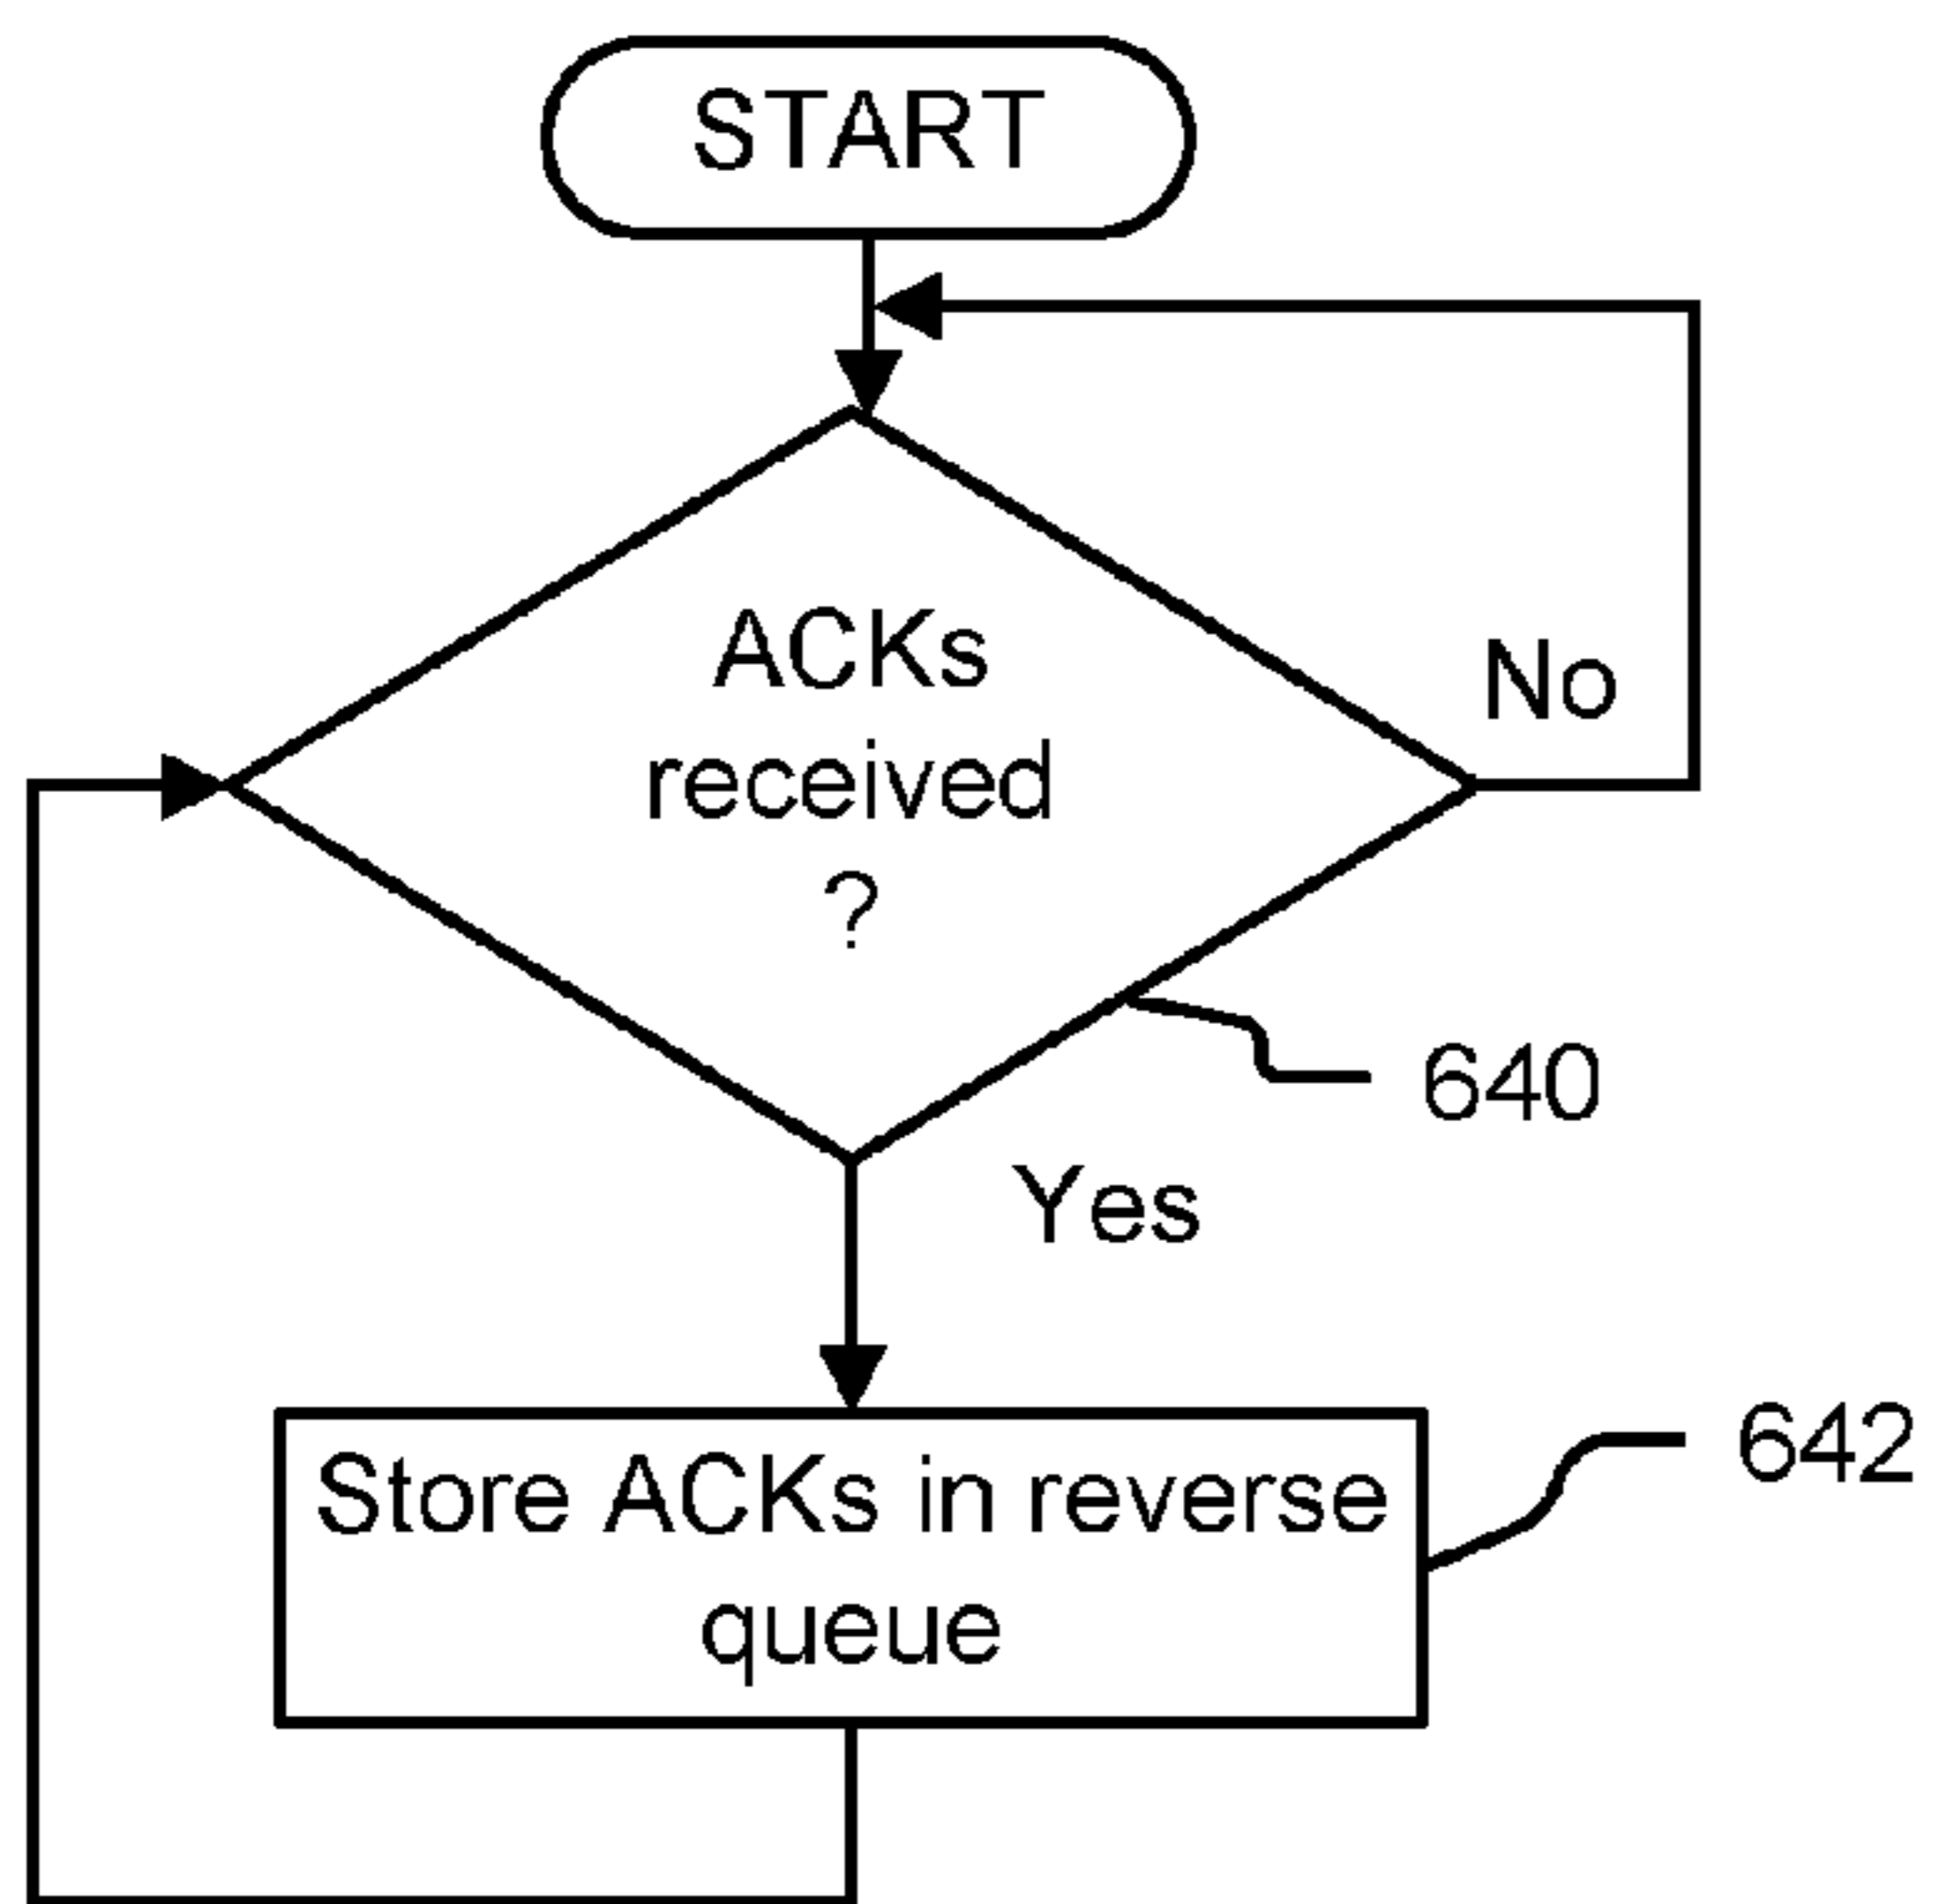 START
ACKs
received
?
No
640
Yes
Store ACKs in reverse
queue
642